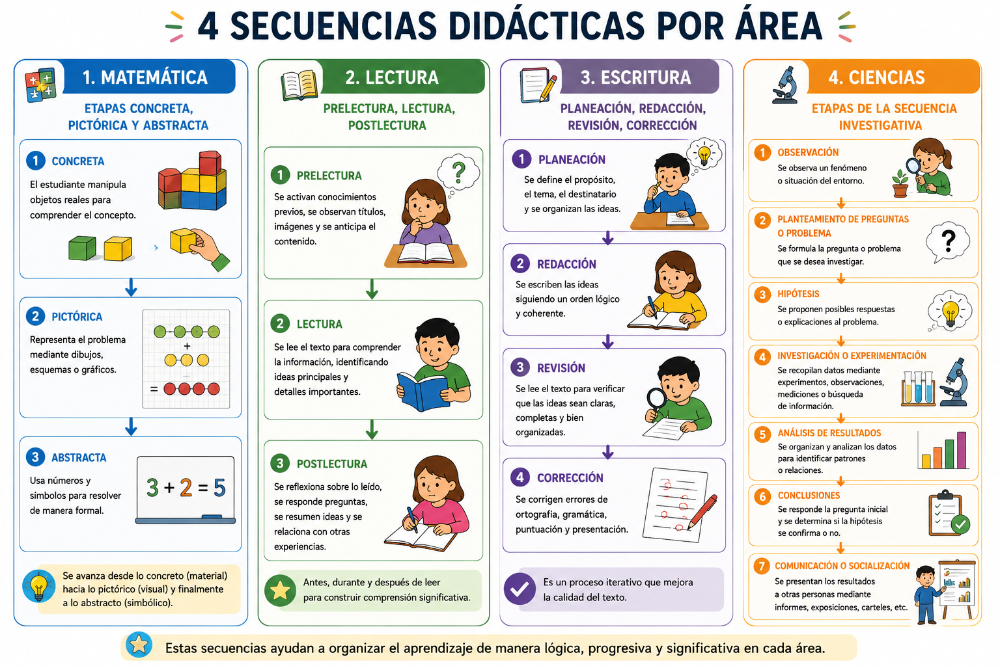 4 SECUENCIAS DIDÁCTICAS POR ÁREA
1. MATEMÁTICA
ETAPAS CONCRETA,
PICTÓRICA Y ABSTRACTA
1 CONCRETA
El estudiante manipula
objetos reales para
comprender el concepto.
2 PICTÓRICA
Representa el problema
mediante dibujos,
esquemas o gráficos.
+
=
3 ABSTRACTA
Usa números y
símbolos para resolver
de manera formal.
3 + 2 = 5
Se avanza desde lo concreto (material)
hacia lo pictórico (visual) y finalmente
a lo abstracto (simbólico).
2. LECTURA
PRELECTURA, LECTURA,
POSTLECTURA
1 PRELECTURA
Se activan conocimientos
previos, se observan títulos,
imágenes y se anticipa el
contenido.
?
2 LECTURA
Se lee el texto para comprender
la información, identificando
ideas principales y
detalles importantes.
3 POSTLECTURA
Se reflexiona sobre lo leído,
se responde preguntas,
se resumen ideas y se
relaciona con otras
experiencias.
Antes, durante y después de leer
para construir comprensión significativa.
3. ESCRITURA
PLANEACIÓN, REDACCIÓN,
REVISIÓN, CORRECCIÓN
1 PLANEACIÓN
Se define el propósito,
el tema, el destinatario
y se organizan las ideas.
2 REDACCIÓN
Se escriben las ideas
siguiendo un orden lógico
y coherente.
3 REVISIÓN
Se lee el texto para verificar
que las ideas sean claras,
completas y bien
organizadas.
4 CORRECCIÓN
Se corrigen errores de
ortografía, gramática,
puntuación y presentación.
Es un proceso iterativo que mejora
la calidad del texto.
4. CIENCIAS
ETAPAS DE LA SECUENCIA
INVESTIGATIVA
1 OBSERVACIÓN
Se observa un fenómeno
o situación del entorno.
2 PLANTEAMIENTO DE PREGUNTAS
O PROBLEMA
Se formula la pregunta o problema
que se desea investigar.
?
3 HIPÓTESIS
Se proponen posibles respuestas
o explicaciones al problema.
4 INVESTIGACIÓN O EXPERIMENTACIÓN
Se recopilan datos mediante
experimentos, observaciones,
mediciones o búsqueda
de información.
5 ANÁLISIS DE RESULTADOS
Se organizan y analizan los datos
para identificar patrones
o relaciones.
6 CONCLUSIONES
Se responde la pregunta inicial
y se determina si la hipótesis
se confirma o no.
7 COMUNICACIÓN O SOCIALIZACIÓN
Se presentan los resultados
a otras personas mediante
informes, exposiciones, carteles, etc.
Estas secuencias ayudan a organizar el aprendizaje de manera lógica, progresiva y significativa en cada área.